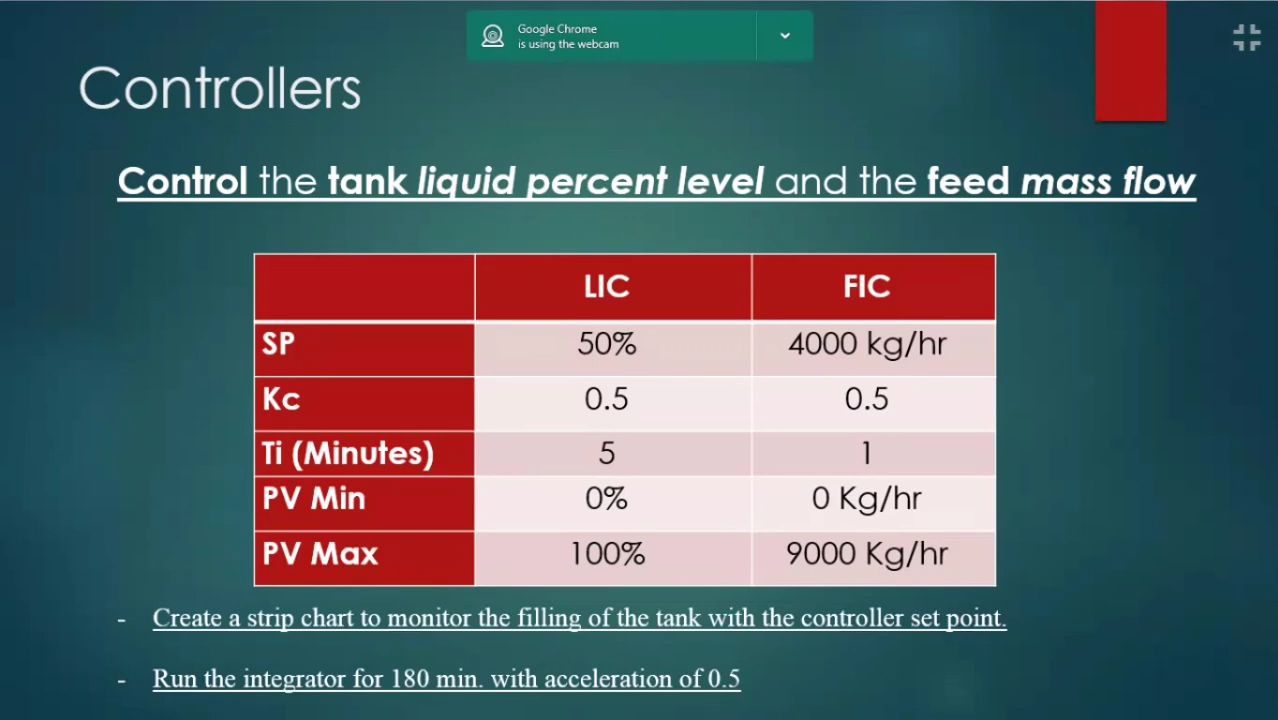 Google Chrome
is using the webcam
Controllers
Control the tank liquid percent level and the feed mass flow
LIC FIC
SP 50% 4000 kg/hr
Kc 0.5 0.5
Ti (Minutes) 5 1
PV Min 0% 0 Kg/hr
PV Max 100% 9000 Kg/hr
- Create a strip chart to monitor the filling of the tank with the controller set point.
- Run the integrator for 180 min. with acceleration of 0.5